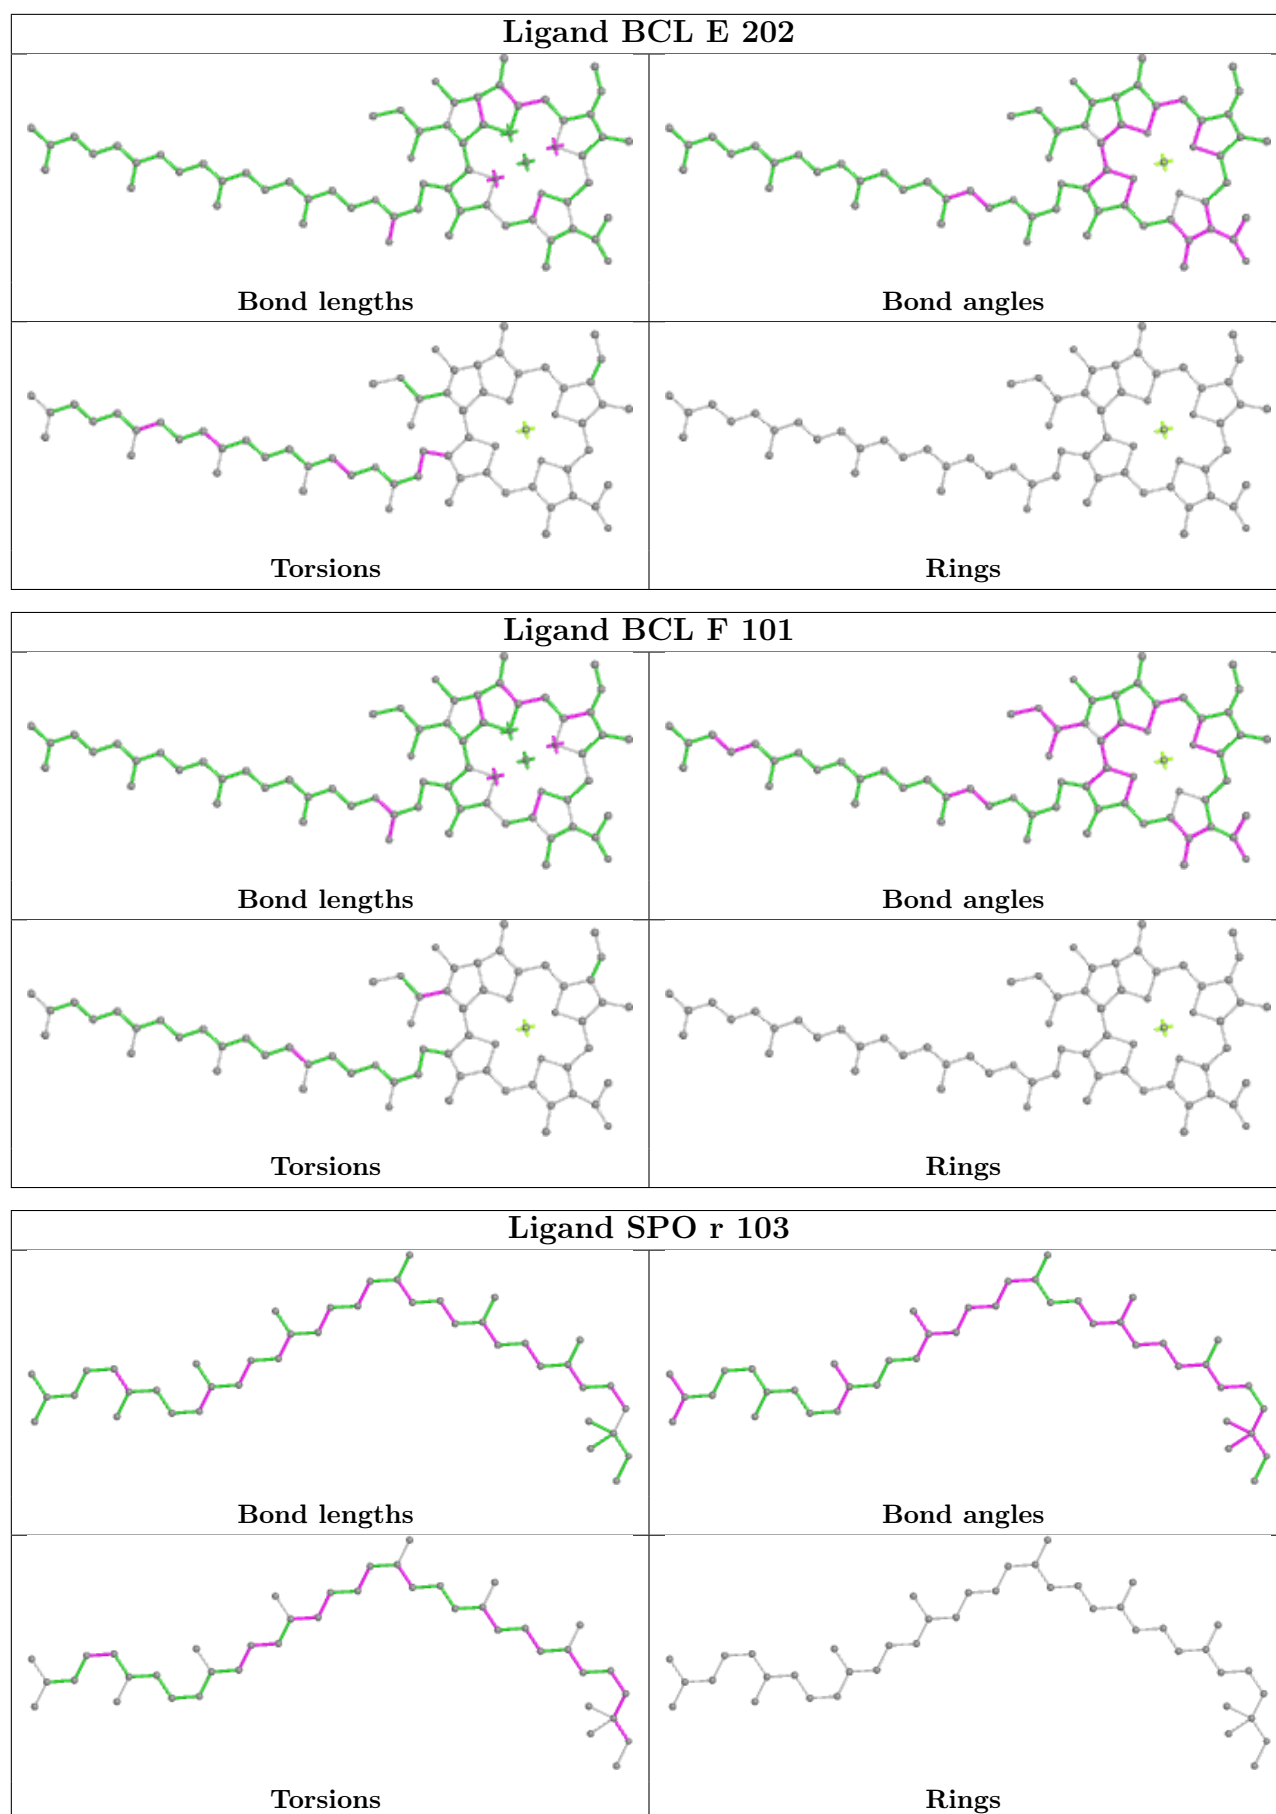 Ligand BCL E 202
Bond lengths
Bond angles
Torsions
Rings
Ligand BCL F 101
Bond lengths
Bond angles
Torsions
Rings
Ligand SPO r 103
Bond lengths
Bond angles
Torsions
Rings